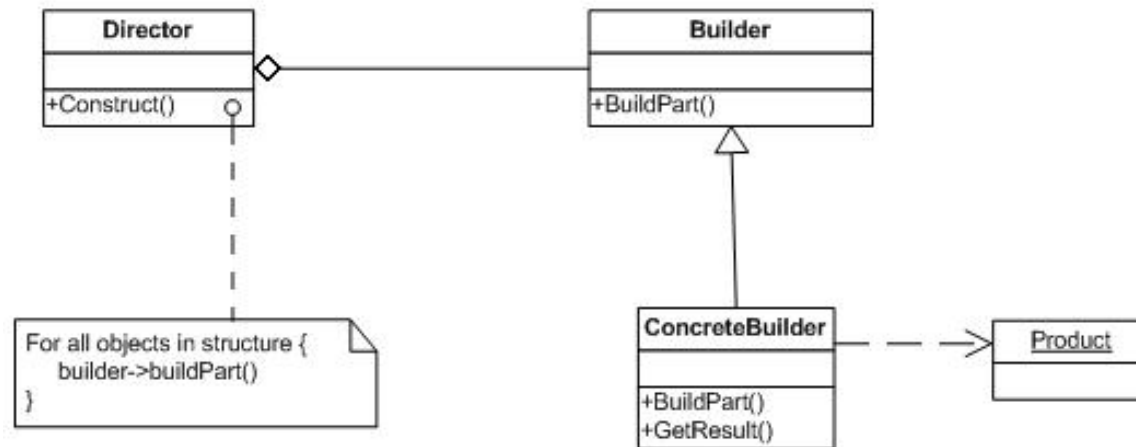 Director
Builder
+Construct()
+BuildPart()
For all objects in structure {
builder->buildPart()
}
ConcreteBuilder
+BuildPart()
+GetResult()
Product